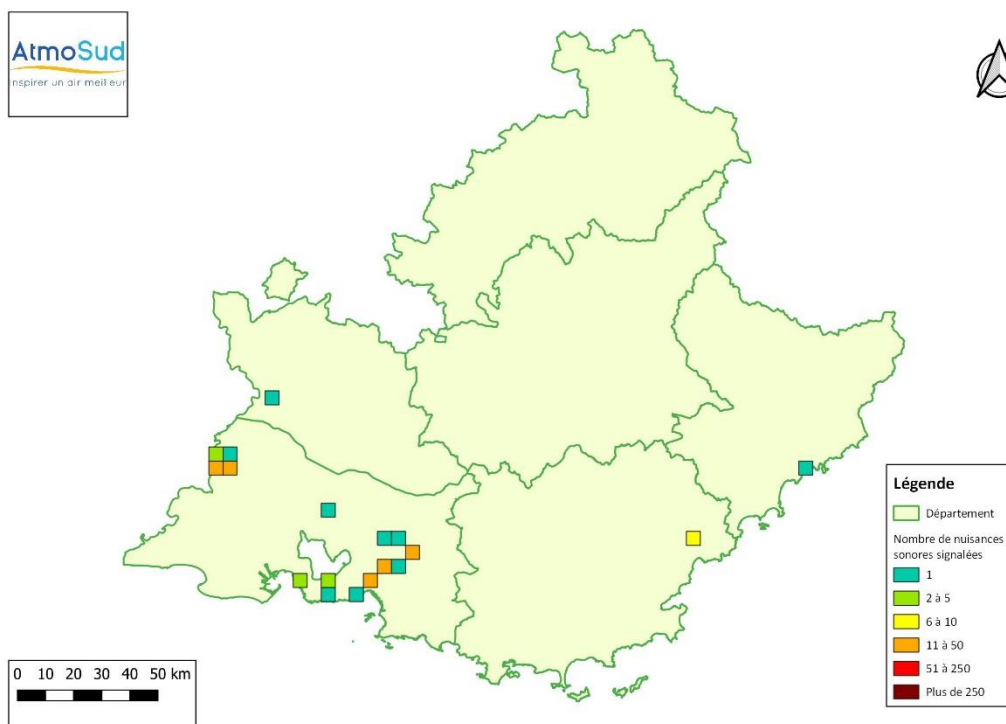 AtmoSud
Inspirer un air meilleur
Légende
Département
Nombre de nuisances
sonores signalées
1
2 à 5
6 à 10
11 à 50
51 à 250
Plus de 250
0 10 20 30 40 50 km